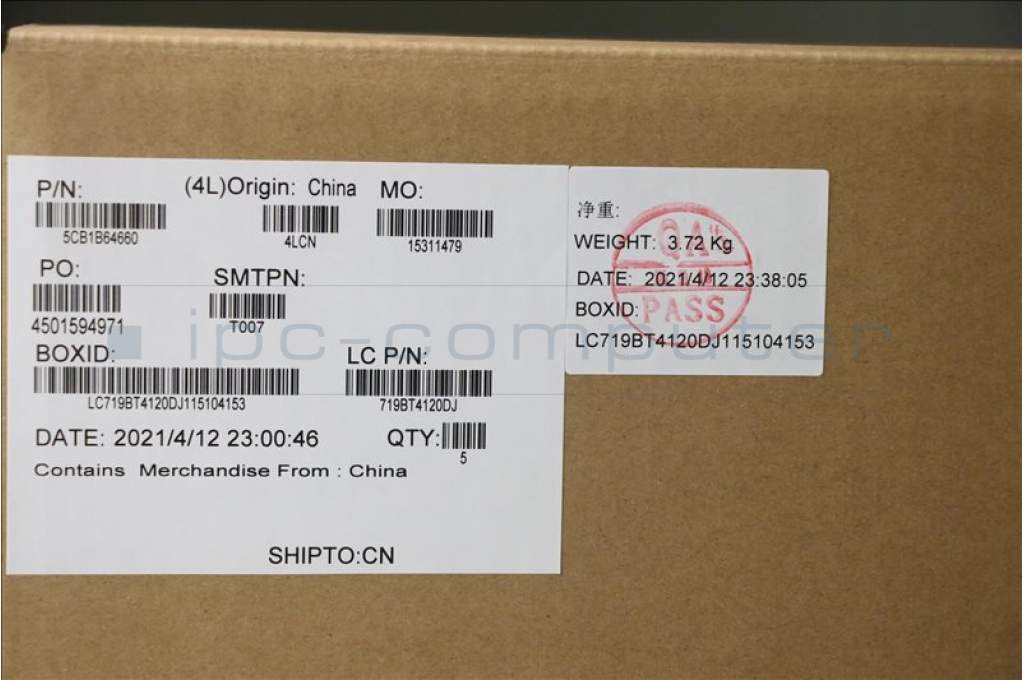 P/N: (4L)Origin: China MO:
5CB1B64660 4LCN 15311479
PO: SMTPN:
4501594971 T007
BOXID: LC P/N:
LC719BT4120DJ115104153 719BT4120DJ
DATE: 2021/4/12 23:00:46 QTY:
5
Contains Merchandise From : China
SHIPTO:CN
净重:
WEIGHT: 3.72 Kg
DATE: 2021/4/12 23:38:05
BOXID:
LC719BT4120DJ115104153
QA
PASS
ipc-computer